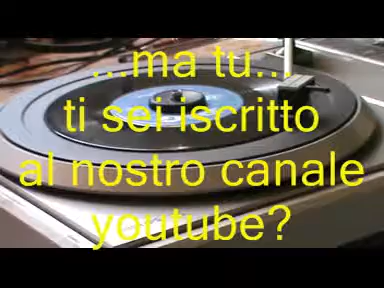 ...ma tu...
ti sei iscritto
al nostro canale
youtube?